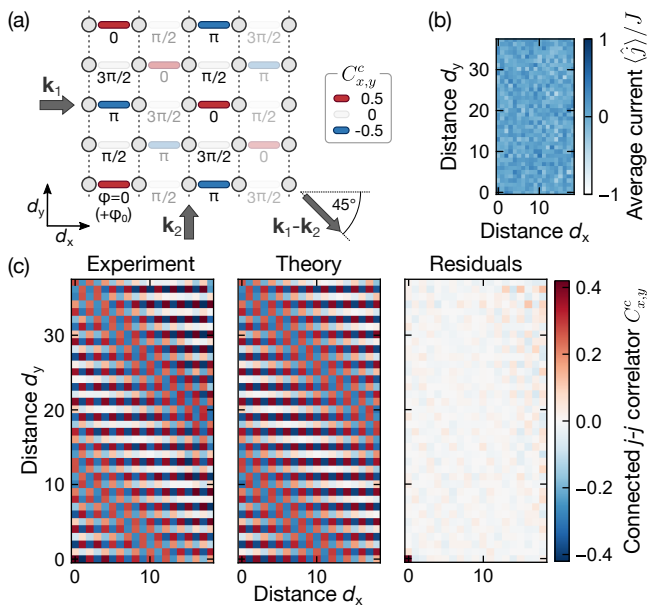 (a)
0
π/2
π
3π/2
3π/2
0
π/2
π
k₁
π
3π/2
0
π/2
π/2
π
3π/2
0
φ=0
(+φ₀)
π/2
π
3π/2
dy
dx
k₂
k₁-k₂
45°
C^c_{x,y}
0.5
0
-0.5
(b)
Distance dy
30
20
10
0
0
10
Distance dx
1
0
−1
Average current ⟨ĵ⟩/J
(c)
Experiment
Theory
Residuals
Distance dy
30
20
10
0
0
10
0
10
0
10
Distance dx
0.4
0.2
0.0
−0.2
−0.4
Connected j-j correlator C^c_{x,y}